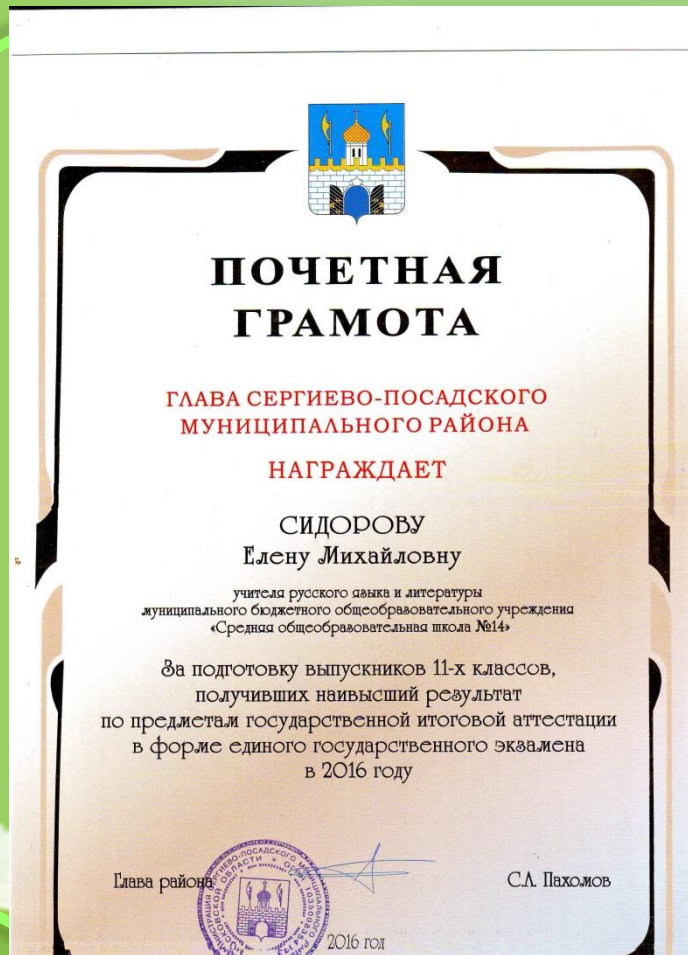 ПОЧЕТНАЯ
ГРАМОТА
ГЛАВА СЕРГИЕВО-ПОСАДСКОГО
МУНИЦИПАЛЬНОГО РАЙОНА
НАГРАЖДАЕТ
СИДОРОВУ
Елену Михайловну
учителя русского языка и литературы
муниципального бюджетного общеобразовательного учреждения
«Средняя общеобразовательная школа №14»
За подготовку выпускников 11-х классов,
получивших наивысший результат
по предметам государственной итоговой аттестации
в форме единого государственного экзамена
в 2016 году
Глава района
С.А. Пахомов
2016 год